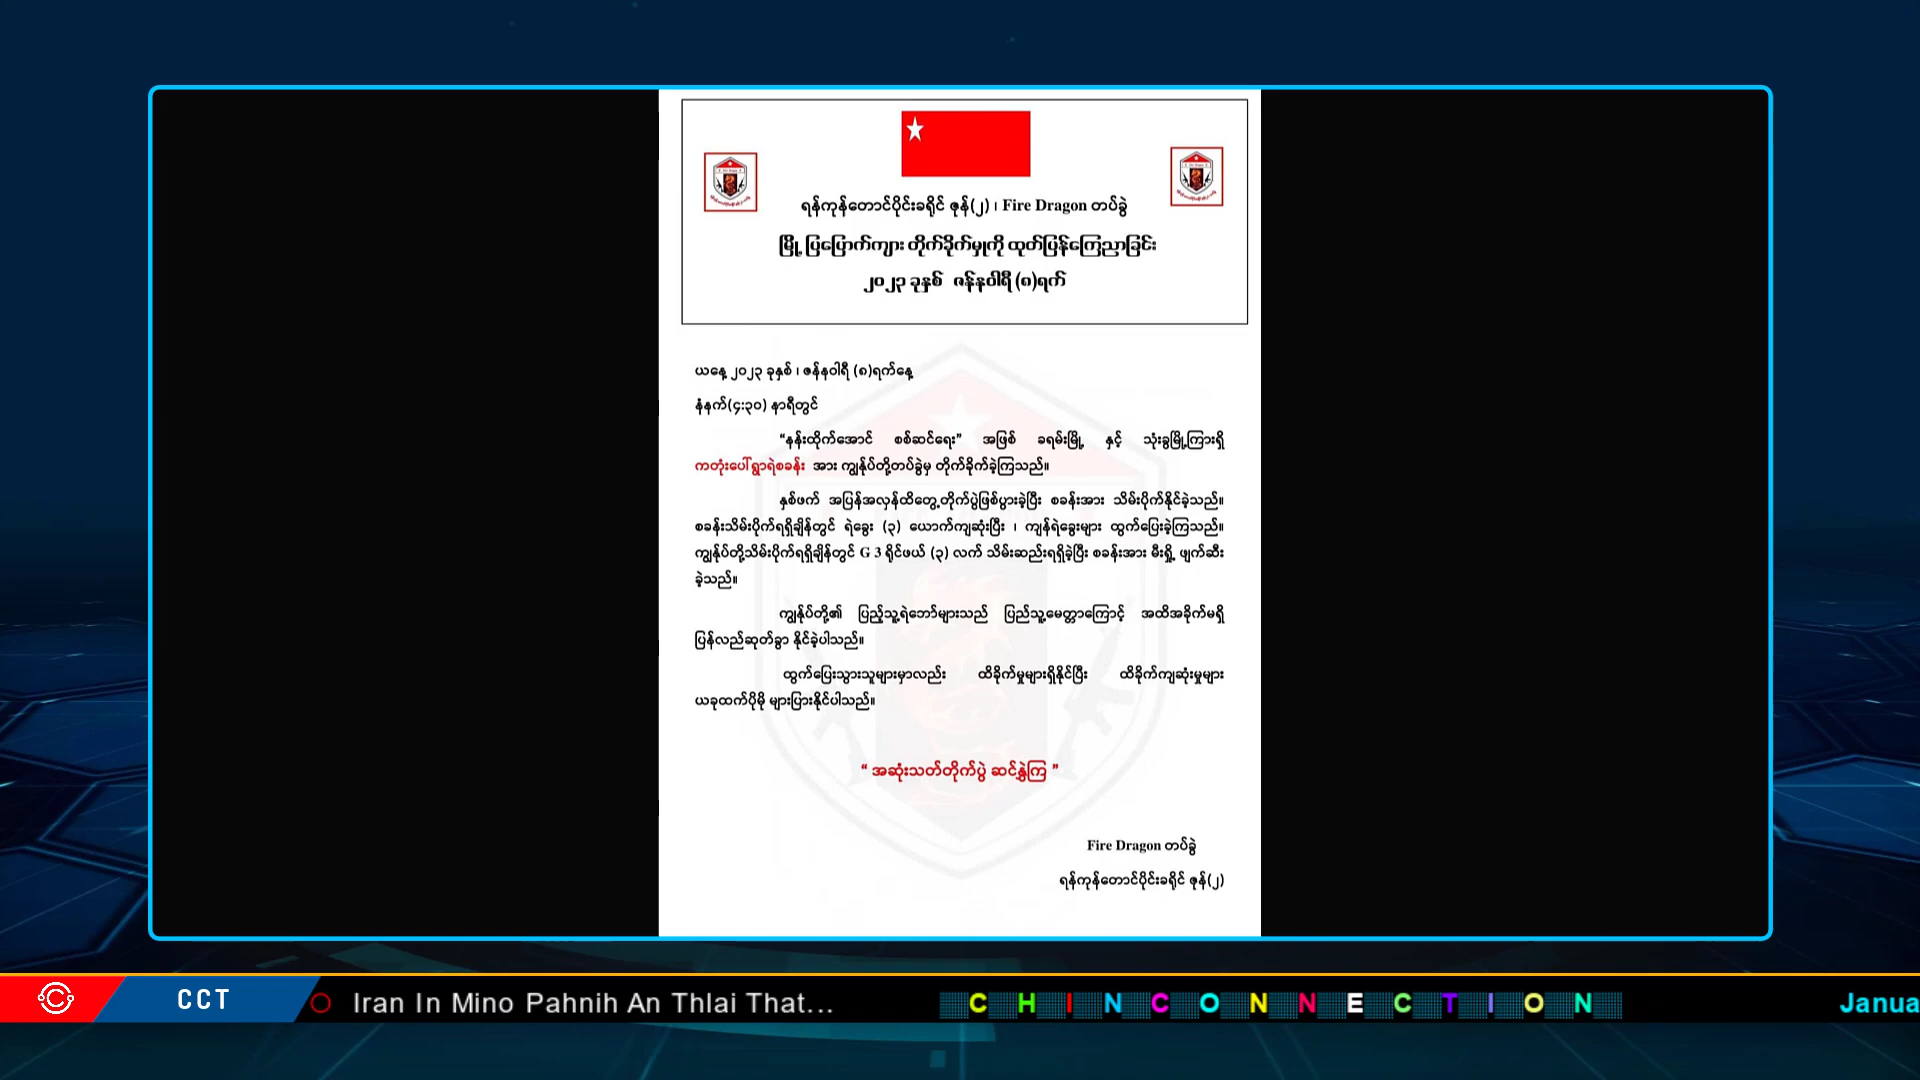 ရန်ကုန်တောင်ပိုင်းခရိုင် ဇုန်(၂) ၊ Fire Dragon တပ်ခွဲ
မြို့ပြပြောက်ကျား တိုက်ခိုက်မှုကို ထုတ်ပြန်ကြေညာခြင်း
၂၀၂၃ ခုနှစ် ဇန်နဝါရီ (၈)ရက်
ယနေ့ ၂၀၂၃ ခုနှစ် ၊ ဇန်နဝါရီ (၈)ရက်နေ့
နံနက်(၄:၃၀) နာရီတွင်
“နန်းထိုက်အောင် စစ်ဆင်ရေး” အဖြစ် ခရမ်းမြို့ နှင့် သုံးခွမြို့ကြားရှိ
ကတုံးပေါ်ရွာရဲစခန်း အား ကျွန်ုပ်တို့တပ်ခွဲမှ တိုက်ခိုက်ခဲ့ကြသည်။
နှစ်ဖက် အပြန်အလှန်ထိတွေ့တိုက်ပွဲဖြစ်ပွားခဲ့ပြီး စခန်းအား သိမ်းပိုက်နိုင်ခဲ့သည်။
စခန်းသိမ်းပိုက်ရရှိချိန်တွင် ရဲခွေး (၃) ယောက်ကျဆုံးပြီး ၊ ကျန်ရဲခွေးများ ထွက်ပြေးခဲ့ကြသည်။
ကျွန်ုပ်တို့သိမ်းပိုက်ရရှိချိန်တွင် G 3 ရိုင်ဖယ် (၃) လက် သိမ်းဆည်းရရှိခဲ့ပြီး စခန်းအား မီးရှို့ ဖျက်ဆီး
ခဲ့သည်။
ကျွန်ုပ်တို့၏ ပြည့်သူ့ရဲဘော်များသည် ပြည်သူ့မေတ္တာကြောင့် အထိအခိုက်မရှိ
ပြန်လည်ဆုတ်ခွာ နိုင်ခဲ့ပါသည်။
ထွက်ပြေးသွားသူများမှာလည်း ထိခိုက်မှုများရှိနိုင်ပြီး ထိခိုက်ကျဆုံးမှုများ
ယခုထက်ပိုမို များပြားနိုင်ပါသည်။
“ အဆုံးသတ်တိုက်ပွဲ ဆင်နွှဲကြ ”
Fire Dragon တပ်ခွဲ
ရန်ကုန်တောင်ပိုင်းခရိုင် ဇုန်(၂)
CCT Iran In Mino Pahnih An Thlai That... CHIN CONNECTION Janua